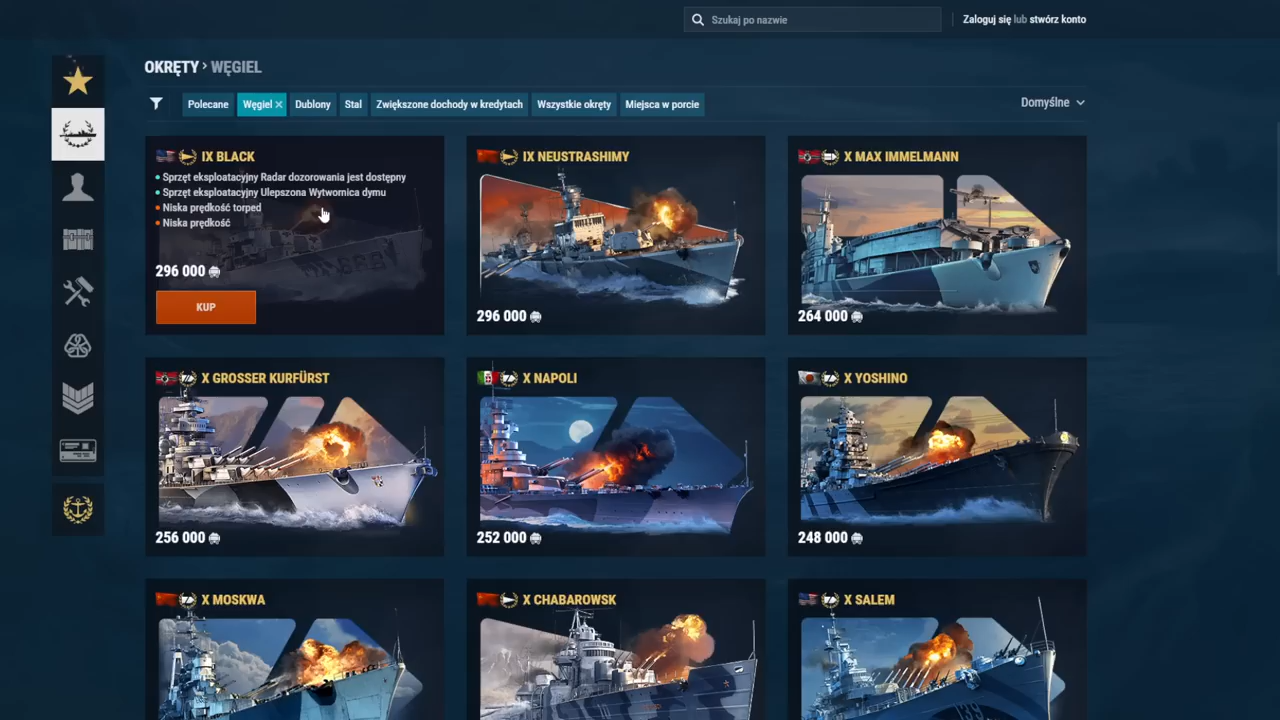 Szukaj po nazwie
Zaloguj się lub stwórz konto
OKRĘTY > WĘGIEL
Polecane
Węgiel ×
Dublony
Stal
Zwiększone dochody w kredytach
Wszystkie okręty
Miejsca w porcie
Domyślne
IX BLACK
• Sprzęt eksploatacyjny Radar dozorowania jest dostępny
• Sprzęt eksploatacyjny Ulepszona Wytwornica dymu
• Niska prędkość torped
• Niska prędkość
296 000
KUP
IX NEUSTRASHIMY
296 000
X MAX IMMELMANN
264 000
X GROSSER KURFÜRST
256 000
X NAPOLI
252 000
X YOSHINO
248 000
X MOSKWA
X CHABAROWSK
X SALEM
139